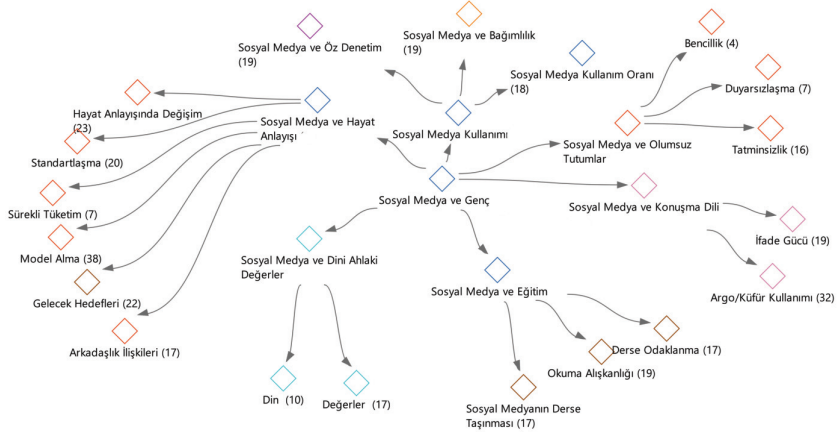 Sosyal Medya ve Öz Denetim
(19)
Sosyal Medya ve Bağımlılık
(19)
Sosyal Medya Kullanım Oranı
(18)
Bencillik (4)
Duyarsızlaşma (7)
Tatminsizlik (16)
Hayat Anlayışında Değişim
(23)
Standartlaşma (20)
Sürekli Tüketim (7)
Model Alma (38)
Gelecek Hedefleri (22)
Arkadaşlık İlişkileri (17)
Sosyal Medya ve Hayat
Anlayışı
Sosyal Medya Kullanımı
Sosyal Medya ve Olumsuz
Tutumlar
Sosyal Medya ve Genç
Sosyal Medya ve Konuşma Dili
İfade Gücü (19)
Argo/Küfür Kullanımı (32)
Sosyal Medya ve Dini Ahlaki
Değerler
Sosyal Medya ve Eğitim
Derse Odaklanma (17)
Okuma Alışkanlığı (19)
Sosyal Medyanın Derse
Taşınması (17)
Din (10)
Değerler (17)